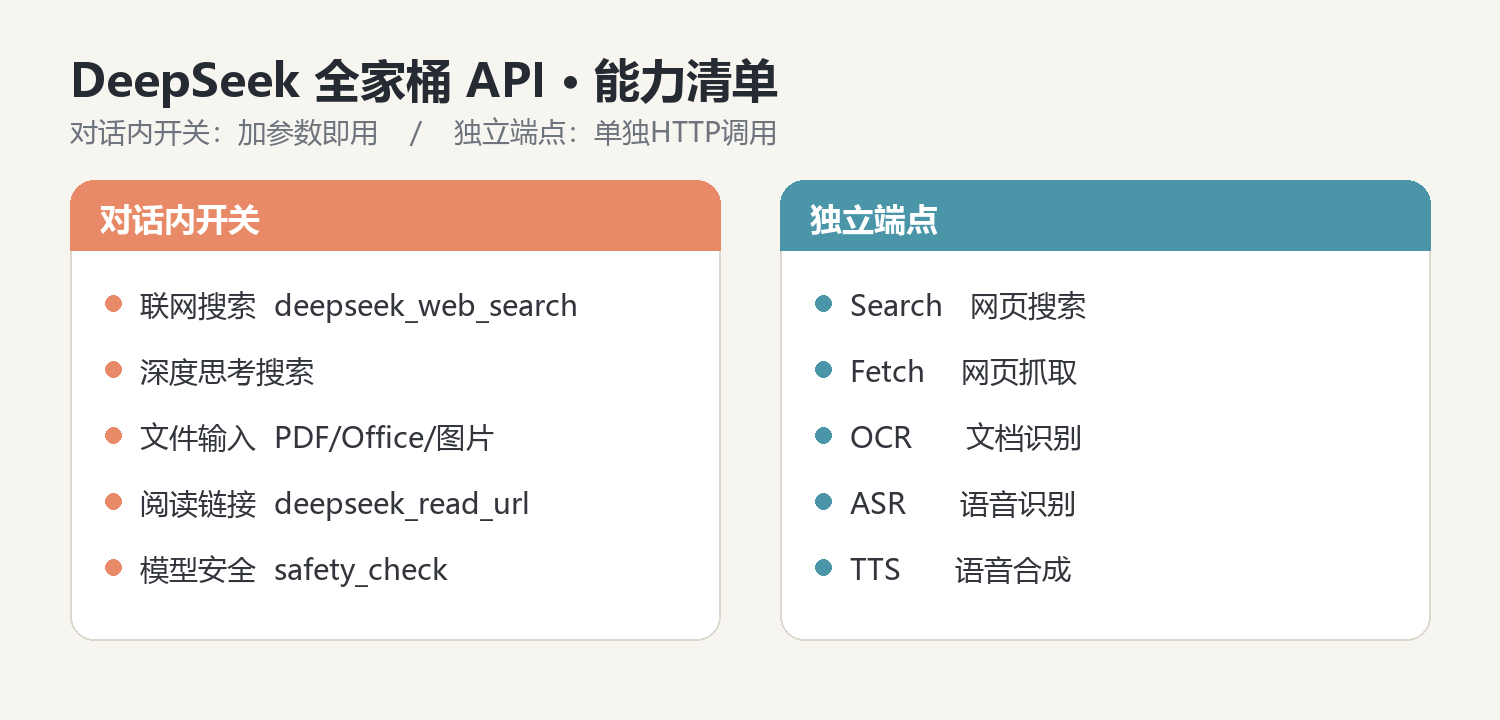 DeepSeek 全家桶 API • 能力清单
对话内开关：加参数即用 / 独立端点：单独HTTP调用
对话内开关
联网搜索 deepseek_web_search
深度思考搜索
文件输入 PDF/Office/图片
阅读链接 deepseek_read_url
模型安全 safety_check
独立端点
Search 网页搜索
Fetch 网页抓取
OCR 文档识别
ASR 语音识别
TTS 语音合成